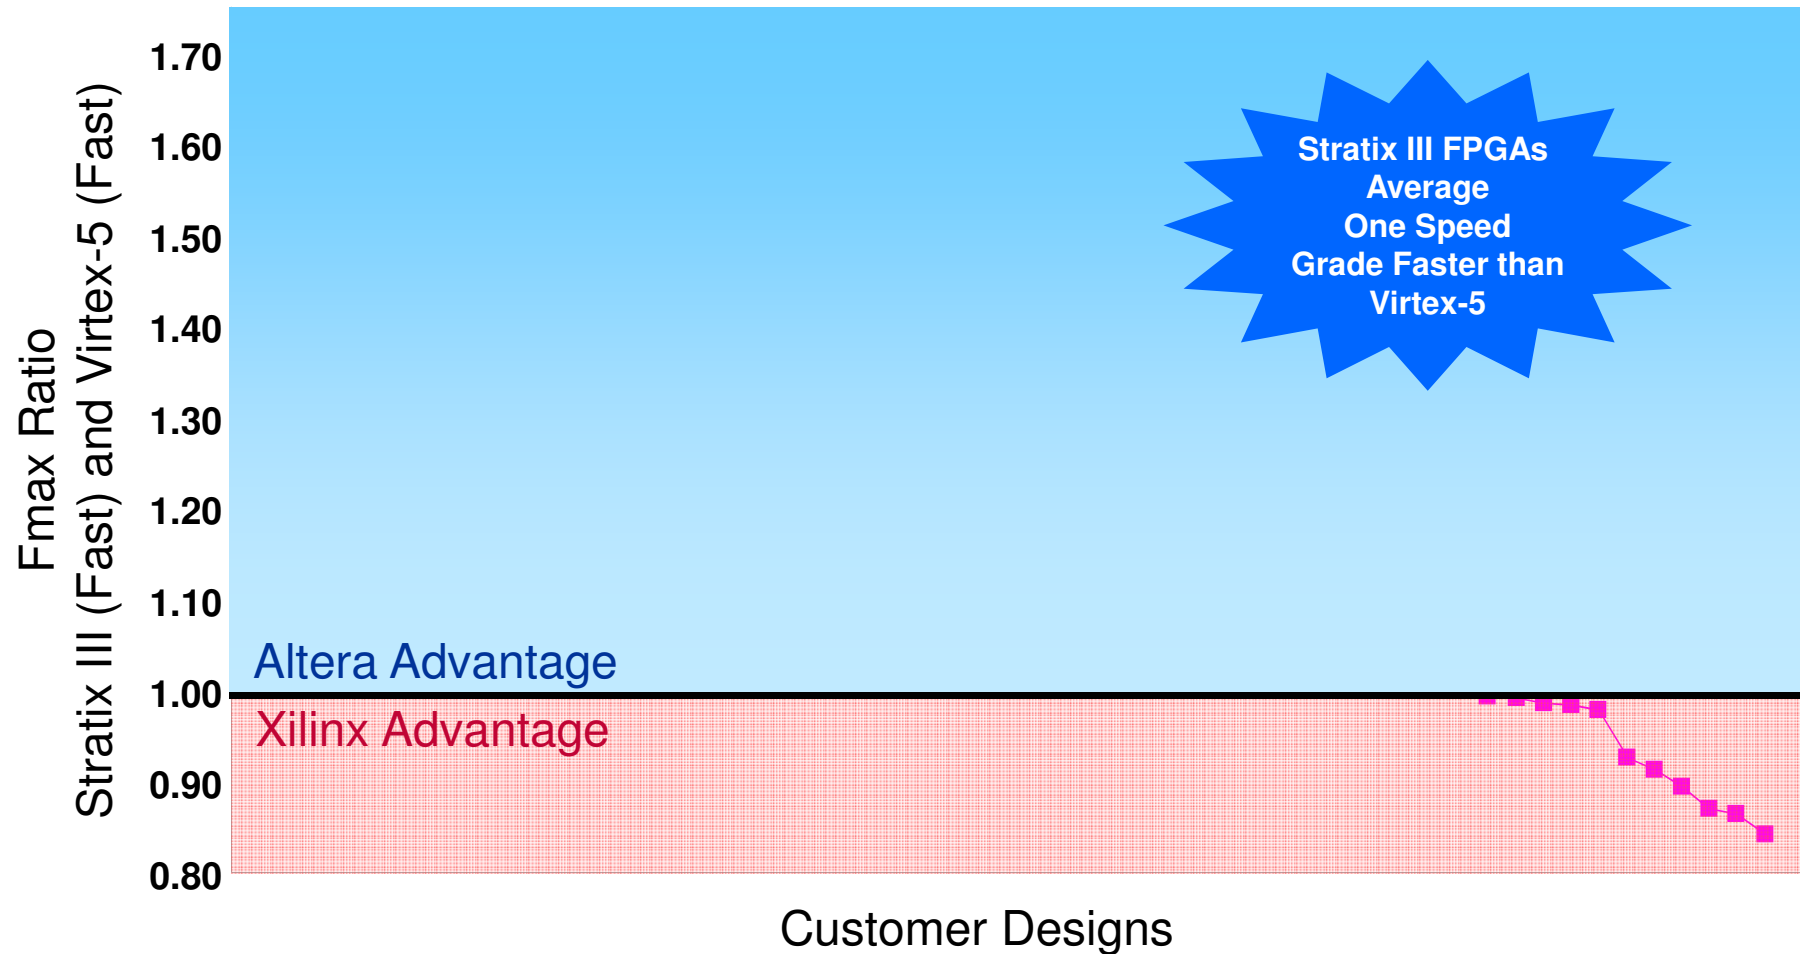 Fmax Ratio
Stratix III (Fast) and Virtex-5 (Fast)
1.70
1.60
1.50
1.40
1.30
1.20
1.10
1.00
0.90
0.80
Stratix III FPGAs
Average
One Speed
Grade Faster than
Virtex-5
Altera Advantage
Xilinx Advantage
Customer Designs